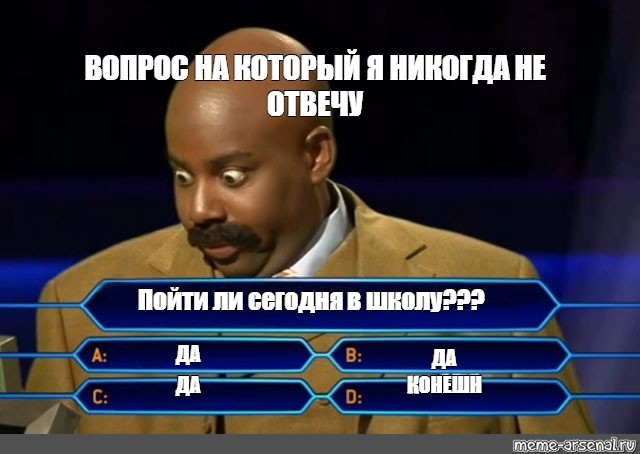 ВОПРОС НА КОТОРЫЙ Я НИКОГДА НЕ
ОТВЕЧУ
Пойти ли сегодня в школу???
A: ДА
B: ДА
C: ДА
D: КОНЕШН
meme-arsenal.ru